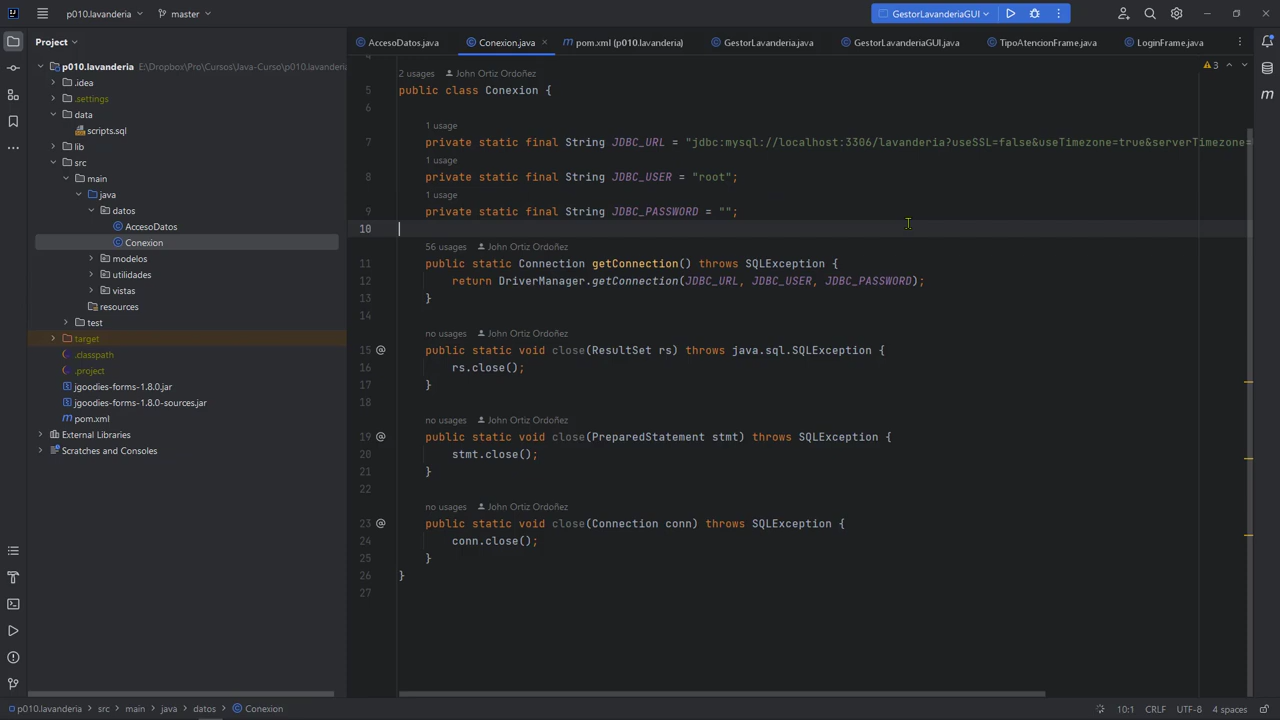 p010.lavanderia
master
GestorLavanderiaGUI
Project
AccesoDatos.java
Conexion.java
pom.xml (p010.lavanderia)
GestorLavanderia.java
GestorLavanderiaGUI.java
TipoAtencionFrame.java
LoginFrame.java
p010.lavanderia E:\Dropbox\Pro\Cursos\Java-Curso\p010.lavanderia
.idea
.settings
data
scripts.sql
lib
src
main
java
datos
AccesoDatos
Conexion
modelos
utilidades
vistas
resources
test
target
.classpath
.project
jgoodies-forms-1.8.0.jar
jgoodies-forms-1.8.0-sources.jar
pom.xml
External Libraries
Scratches and Consoles
3
4
2 usages John Ortiz Ordoñez
5 public class Conexion {
6
1 usage
7 private static final String JDBC_URL = "jdbc:mysql://localhost:3306/lavanderia?useSSL=false&useTimezone=true&serverTimezone=
1 usage
8 private static final String JDBC_USER = "root";
1 usage
9 private static final String JDBC_PASSWORD = "";
10
56 usages John Ortiz Ordoñez
11 public static Connection getConnection() throws SQLException {
12 return DriverManager.getConnection(JDBC_URL, JDBC_USER, JDBC_PASSWORD);
13 }
14
no usages John Ortiz Ordoñez
15 @ public static void close(ResultSet rs) throws java.sql.SQLException {
16 rs.close();
17 }
18
no usages John Ortiz Ordoñez
19 @ public static void close(PreparedStatement stmt) throws SQLException {
20 stmt.close();
21 }
22
no usages John Ortiz Ordoñez
23 @ public static void close(Connection conn) throws SQLException {
24 conn.close();
25 }
26 }
27
p010.lavanderia > src > main > java > datos > Conexion
10:1 CRLF UTF-8 4 spaces